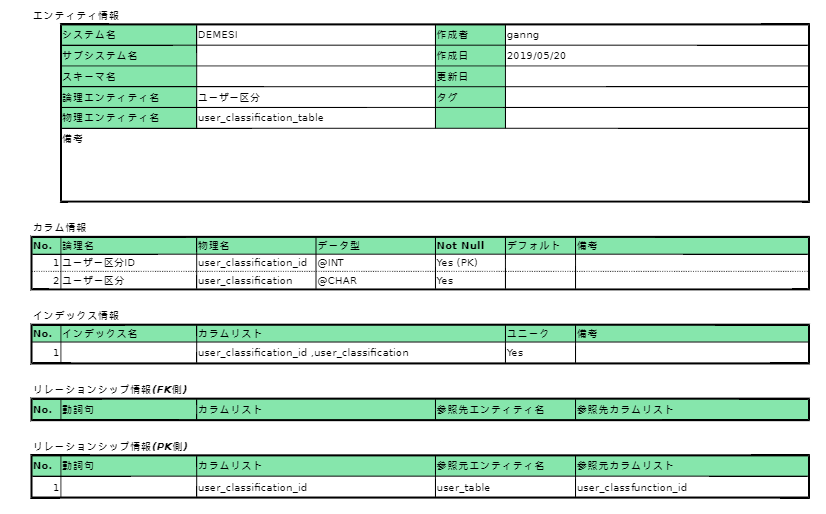 エンティティ情報
システム名 DEMESI 作成者 ganng
サブシステム名 作成日 2019/05/20
スキーマ名 更新日
論理エンティティ名 ユーザー区分 タグ
物理エンティティ名 user_classification_table
備考
カラム情報
No. 論理名 物理名 データ型 Not Null デフォルト 備考
1 ユーザー区分ID user_classification_id @INT Yes (PK)
2 ユーザー区分 user_classification @CHAR Yes
インデックス情報
No. インデックス名 カラムリスト ユニーク 備考
1 user_classification_id ,user_classification Yes
リレーションシップ情報(FK側)
No. 動詞句 カラムリスト 参照先エンティティ名 参照先カラムリスト
リレーションシップ情報(PK側)
No. 動詞句 カラムリスト 参照元エンティティ名 参照元カラムリスト
1 user_classification_id user_table user_classfunction_id